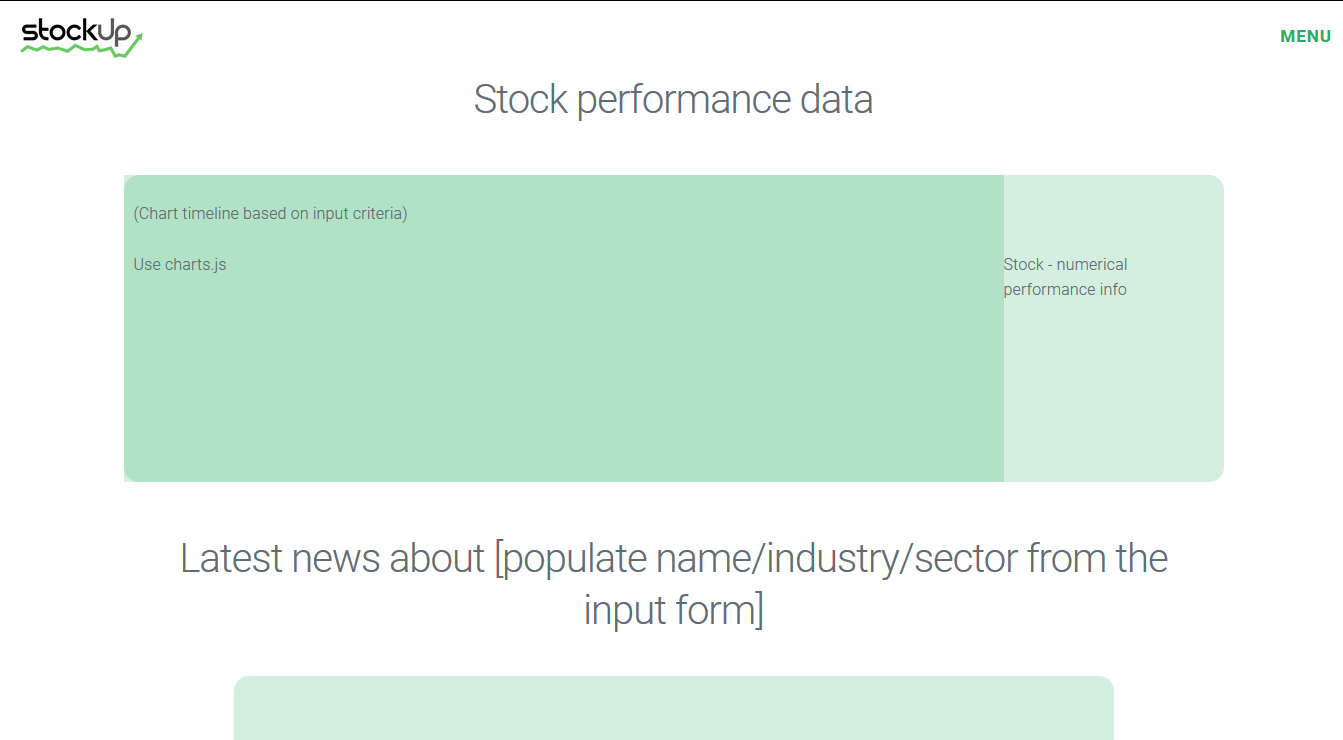 stockUp
MENU
Stock performance data
(Chart timeline based on input criteria)
Use charts.js
Stock - numerical
performance info
Latest news about [populate name/industry/sector from the
input form]